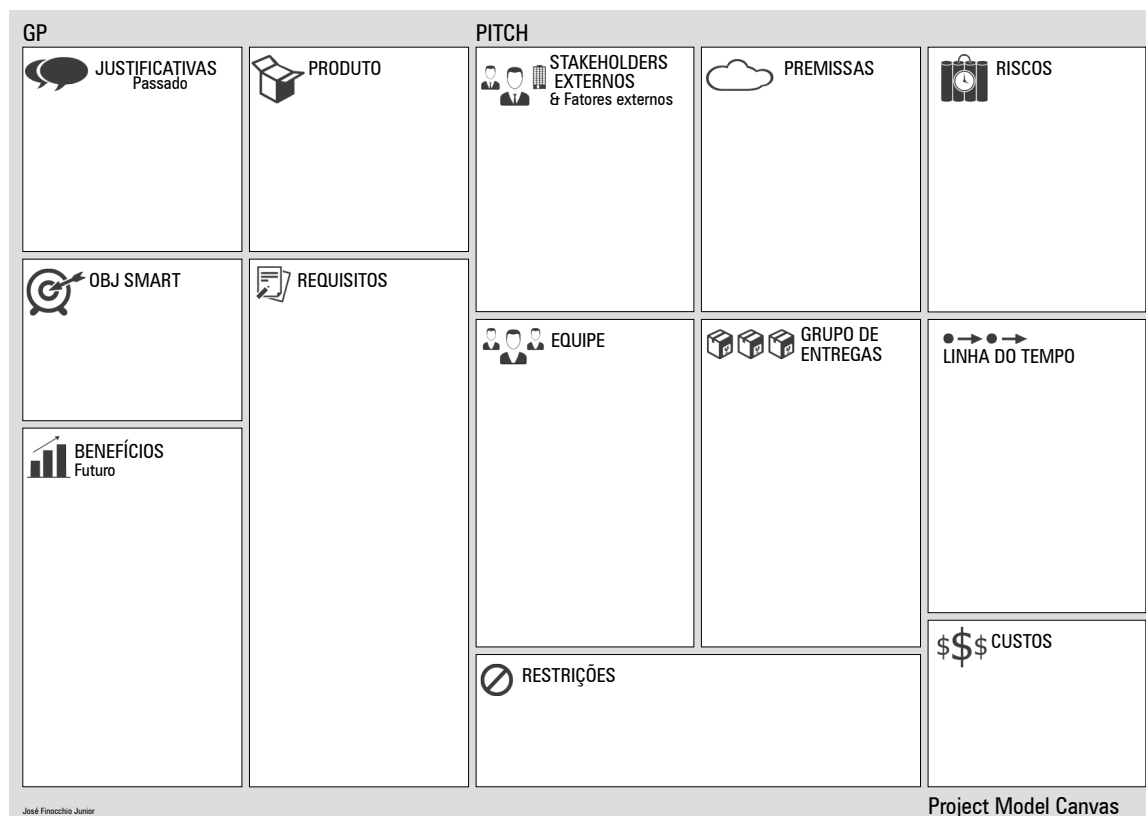 GP
PITCH
JUSTIFICATIVAS
Passado
PRODUTO
STAKEHOLDERS
EXTERNOS
& Fatores externos
PREMISSAS
RISCOS
OBJ SMART
REQUISITOS
EQUIPE
GRUPO DE
ENTREGAS
LINHA DO TEMPO
BENEFÍCIOS
Futuro
$$$ CUSTOS
RESTRIÇÕES
José Finocchio Junior
Project Model Canvas